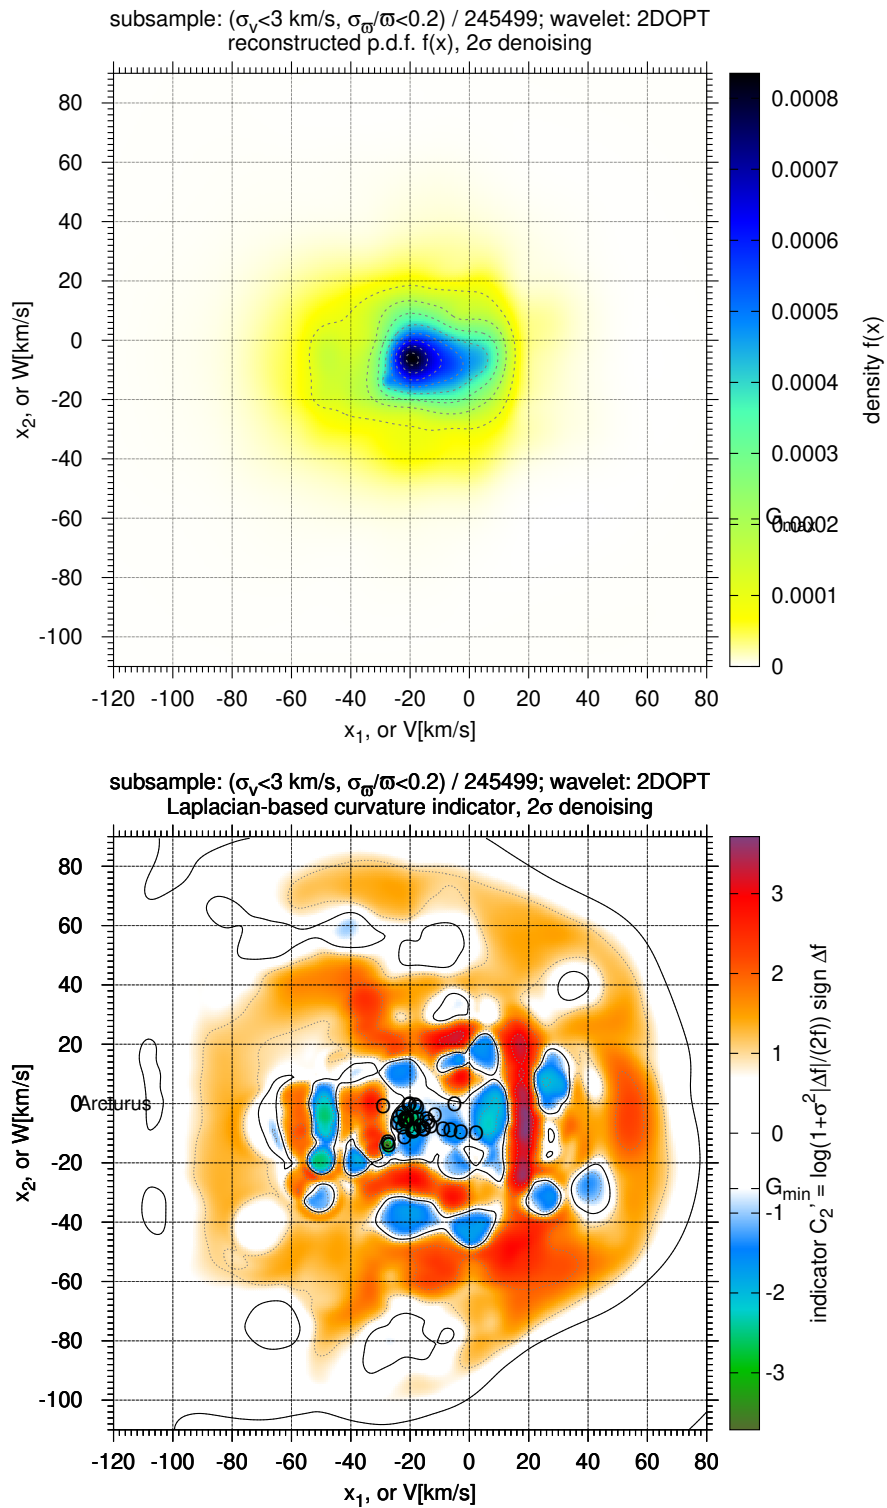 subsample: (σv<3 km/s, σϖ/ϖ<0.2) / 245499; wavelet: 2DOPT
reconstructed p.d.f. f(x), 2σ denoising
80
60
40
20
0
-20
-40
-60
-80
-100
x2, or W[km/s]
-120 -100 -80 -60 -40 -20 0 20 40 60 80
x1, or V[km/s]
0.0008
0.0007
0.0006
0.0005
0.0004
0.0003
0.0002
Gmax
0.0001
0
density f(x)
subsample: (σv<3 km/s, σϖ/ϖ<0.2) / 245499; wavelet: 2DOPT
Laplacian-based curvature indicator, 2σ denoising
80
60
40
20
0
Arcturus
-20
-40
-60
-80
-100
x2, or W[km/s]
-120 -100 -80 -60 -40 -20 0 20 40 60 80
x1, or V[km/s]
3
2
1
0
Gmin
-1
-2
-3
indicator C2' = log(1+σ²|Δf|/(2f)) sign Δf